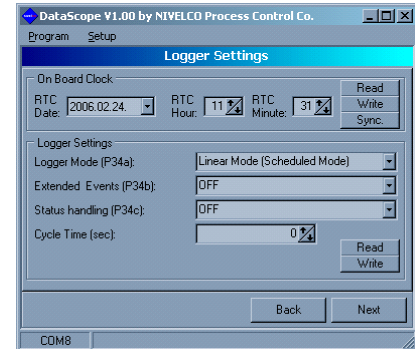 DataScope V1.00 by NIVELCO Process Control Co.
Program Setup
Logger Settings
On Board Clock
RTC Date: 2006.02.24. RTC Hour: 11 RTC Minute: 31
Read
Write
Sync.
Logger Settings
Logger Mode (P34a): Linear Mode (Scheduled Mode)
Extended Events (P34b): OFF
Status handling (P34c): OFF
Cycle Time (sec): 0
Read
Write
Back Next
COM8